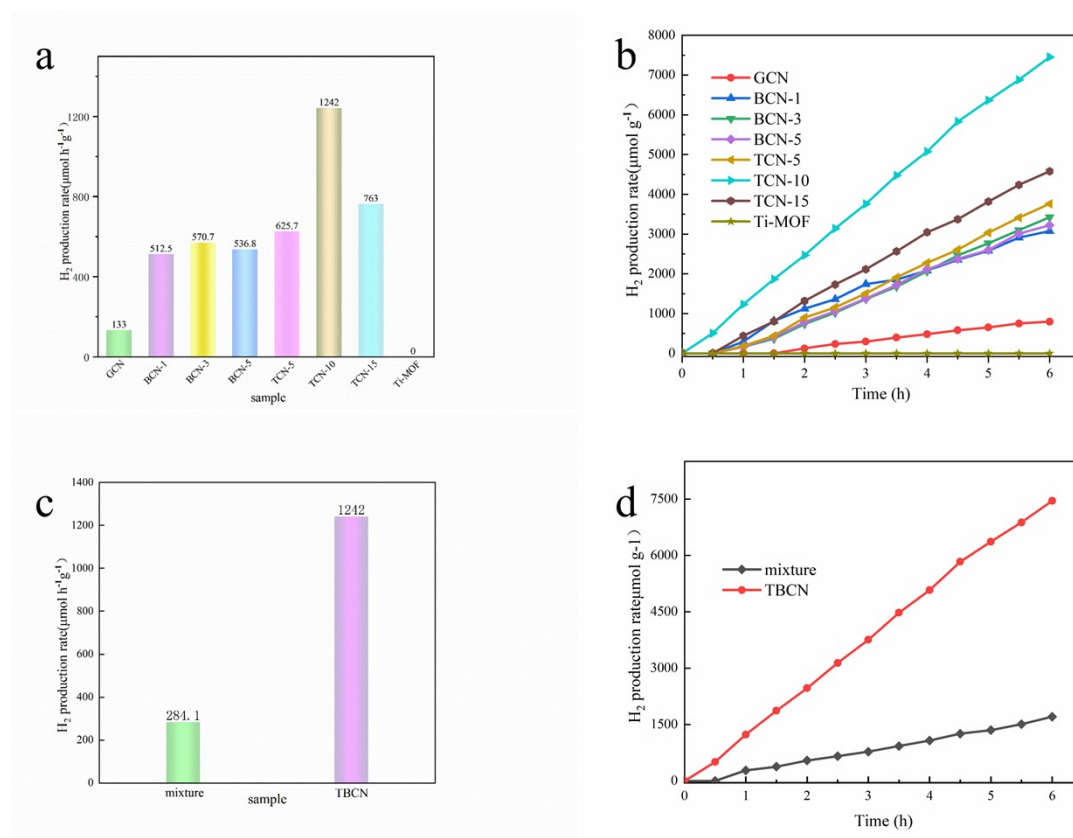 a
H₂ production rate(μmol h⁻¹g⁻¹)
1200
800
400
0
133
512.5
570.7
536.8
625.7
1242
763
0
GCN
BCN-1
BCN-3
BCN-5
TCN-5
TCN-10
TCN-15
Ti-MOF
sample
b
H₂ production rate(μmol g⁻¹)
8000
7000
6000
5000
4000
3000
2000
1000
0
GCN
BCN-1
BCN-3
BCN-5
TCN-5
TCN-10
TCN-15
Ti-MOF
0 1 2 3 4 5 6
Time (h)
c
H₂ production rate(μmol h⁻¹g⁻¹)
1400
1200
1000
800
600
400
200
0
284.1
1242
mixture
TBCN
sample
d
H₂ production rateμmol g-1)
7500
6000
4500
3000
1500
0
mixture
TBCN
0 1 2 3 4 5 6
Time (h)